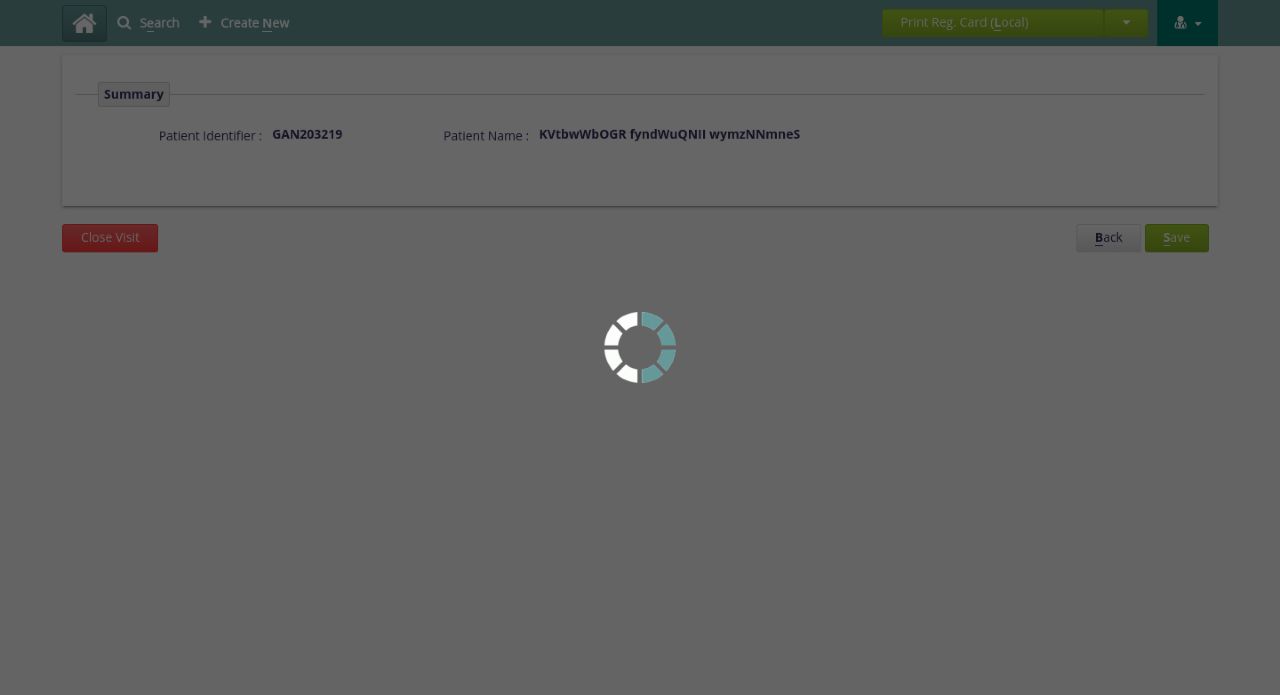 Search Create New Print Reg. Card (Local)
Summary
Patient Identifier : GAN203219 Patient Name : KVtbwWbOGR fyndWuQNII wymzNNmneS
Close Visit Back Save